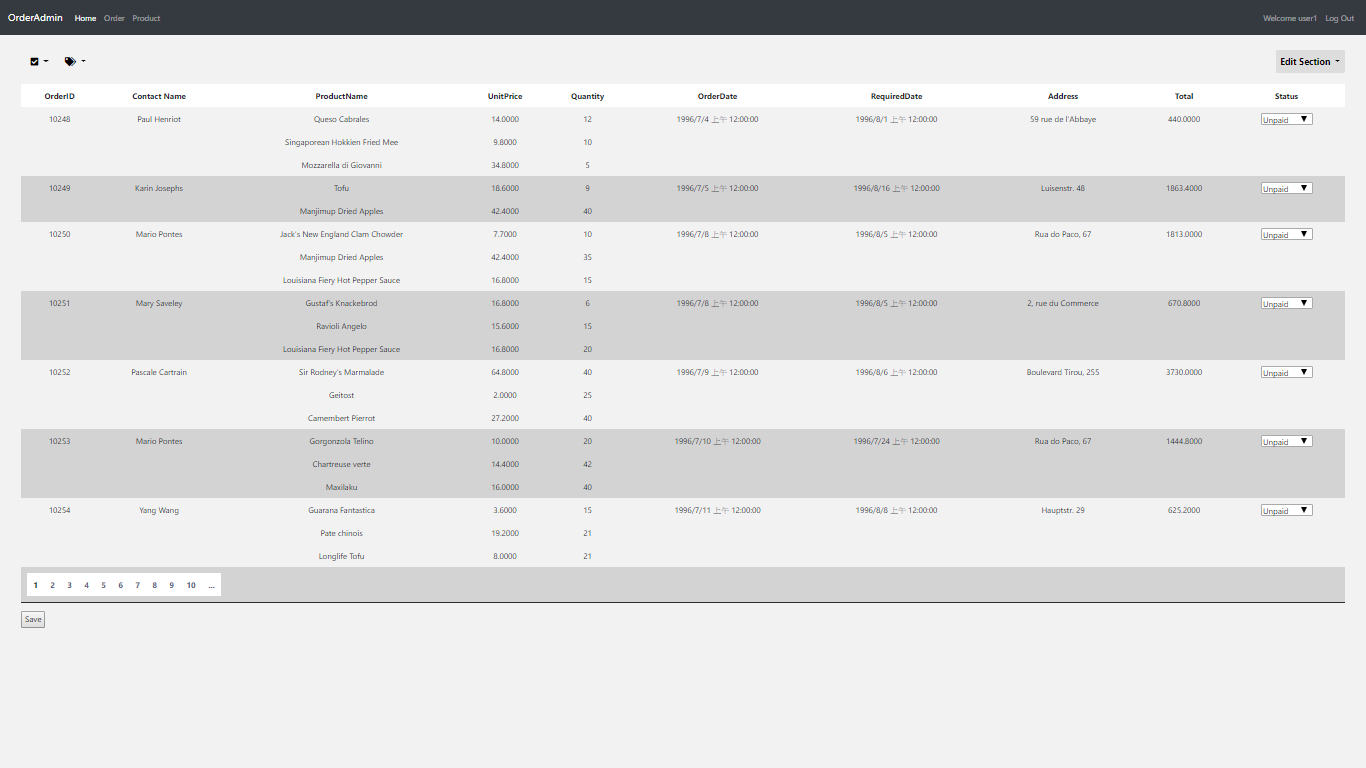 OrderAdmin Home Order Product Welcome user1 Log Out
Edit Section
OrderID Contact Name ProductName UnitPrice Quantity OrderDate RequiredDate Address Total Status
10248 Paul Henriot Queso Cabrales 14.0000 12 1996/7/4 上午 12:00:00 1996/8/1 上午 12:00:00 59 rue de l'Abbaye 440.0000 Unpaid
Singaporean Hokkien Fried Mee 9.8000 10
Mozzarella di Giovanni 34.8000 5
10249 Karin Josephs Tofu 18.6000 9 1996/7/5 上午 12:00:00 1996/8/16 上午 12:00:00 Luisenstr. 48 1863.4000 Unpaid
Manjimup Dried Apples 42.4000 40
10250 Mario Pontes Jack's New England Clam Chowder 7.7000 10 1996/7/8 上午 12:00:00 1996/8/5 上午 12:00:00 Rua do Paco, 67 1813.0000 Unpaid
Manjimup Dried Apples 42.4000 35
Louisiana Fiery Hot Pepper Sauce 16.8000 15
10251 Mary Saveley Gustaf's Knackebrod 16.8000 6 1996/7/8 上午 12:00:00 1996/8/5 上午 12:00:00 2, rue du Commerce 670.8000 Unpaid
Ravioli Angelo 15.6000 15
Louisiana Fiery Hot Pepper Sauce 16.8000 20
10252 Pascale Cartrain Sir Rodney's Marmalade 64.8000 40 1996/7/9 上午 12:00:00 1996/8/6 上午 12:00:00 Boulevard Tirou, 255 3730.0000 Unpaid
Geitost 2.0000 25
Camembert Pierrot 27.2000 40
10253 Mario Pontes Gorgonzola Telino 10.0000 20 1996/7/10 上午 12:00:00 1996/7/24 上午 12:00:00 Rua do Paco, 67 1444.8000 Unpaid
Chartreuse verte 14.4000 42
Maxilaku 16.0000 40
10254 Yang Wang Guarana Fantastica 3.6000 15 1996/7/11 上午 12:00:00 1996/8/8 上午 12:00:00 Hauptstr. 29 625.2000 Unpaid
Pate chinois 19.2000 21
Longlife Tofu 8.0000 21
1 2 3 4 5 6 7 8 9 10 ...
Save